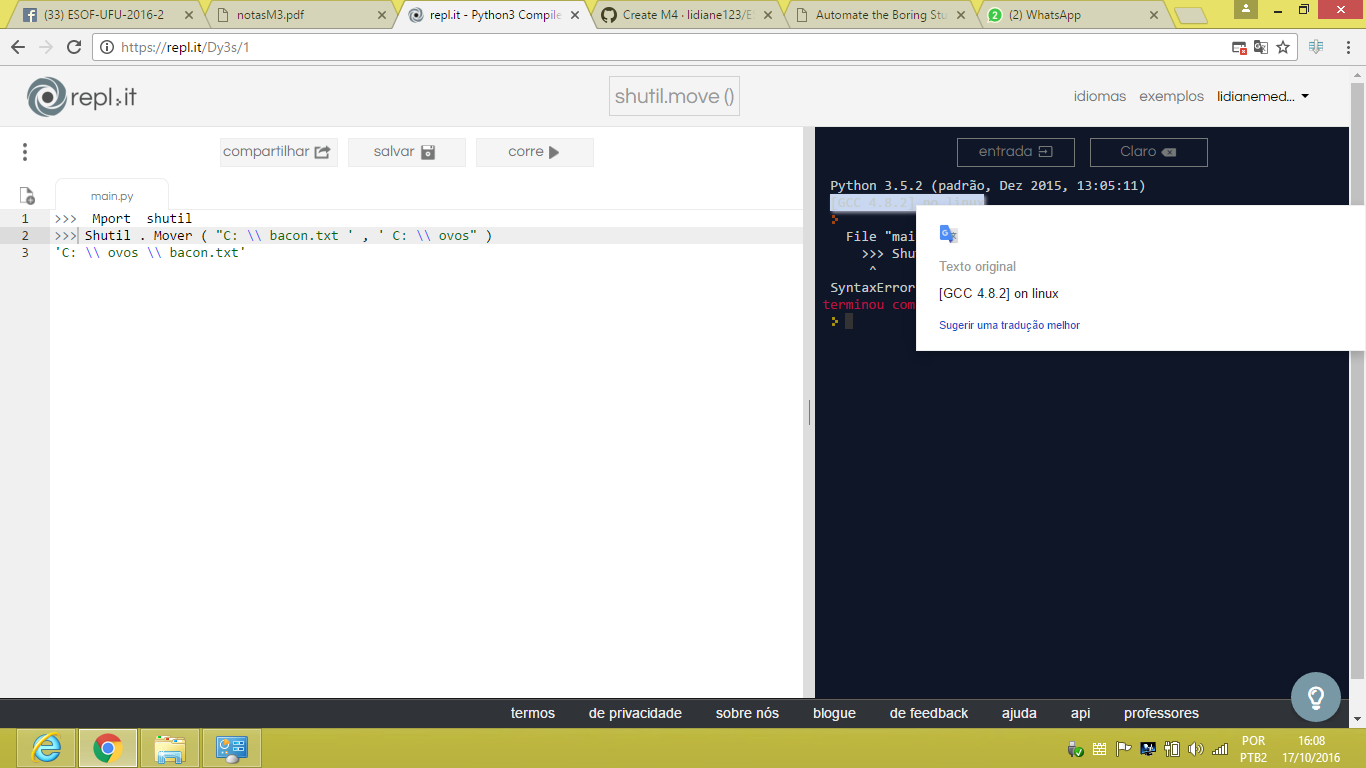 (33) ESOF-UFU-2016-2
notasM3.pdf
repl.it - Python3 Compile
Create M4 · lidiane123/E
Automate the Boring Stu
(2) WhatsApp
https://repl.it/Dy3s/1
repl.it
shutil.move ()
idiomas
exemplos
lidianemed...
compartilhar
salvar
corre
entrada
Claro
main.py
1 >>> Mport shutil
2 >>> Shutil . Mover ( "C: \\ bacon.txt ' , ' C: \\ ovos" )
3 'C: \\ ovos \\ bacon.txt'
Python 3.5.2 (padrão, Dez 2015, 13:05:11)
[GCC 4.8.2] on linux
File "mai
>>> Shu
^
SyntaxError
terminou com
Texto original
[GCC 4.8.2] on linux
Sugerir uma tradução melhor
termos
de privacidade
sobre nós
blogue
de feedback
ajuda
api
professores
POR
PTB2
16:08
17/10/2016